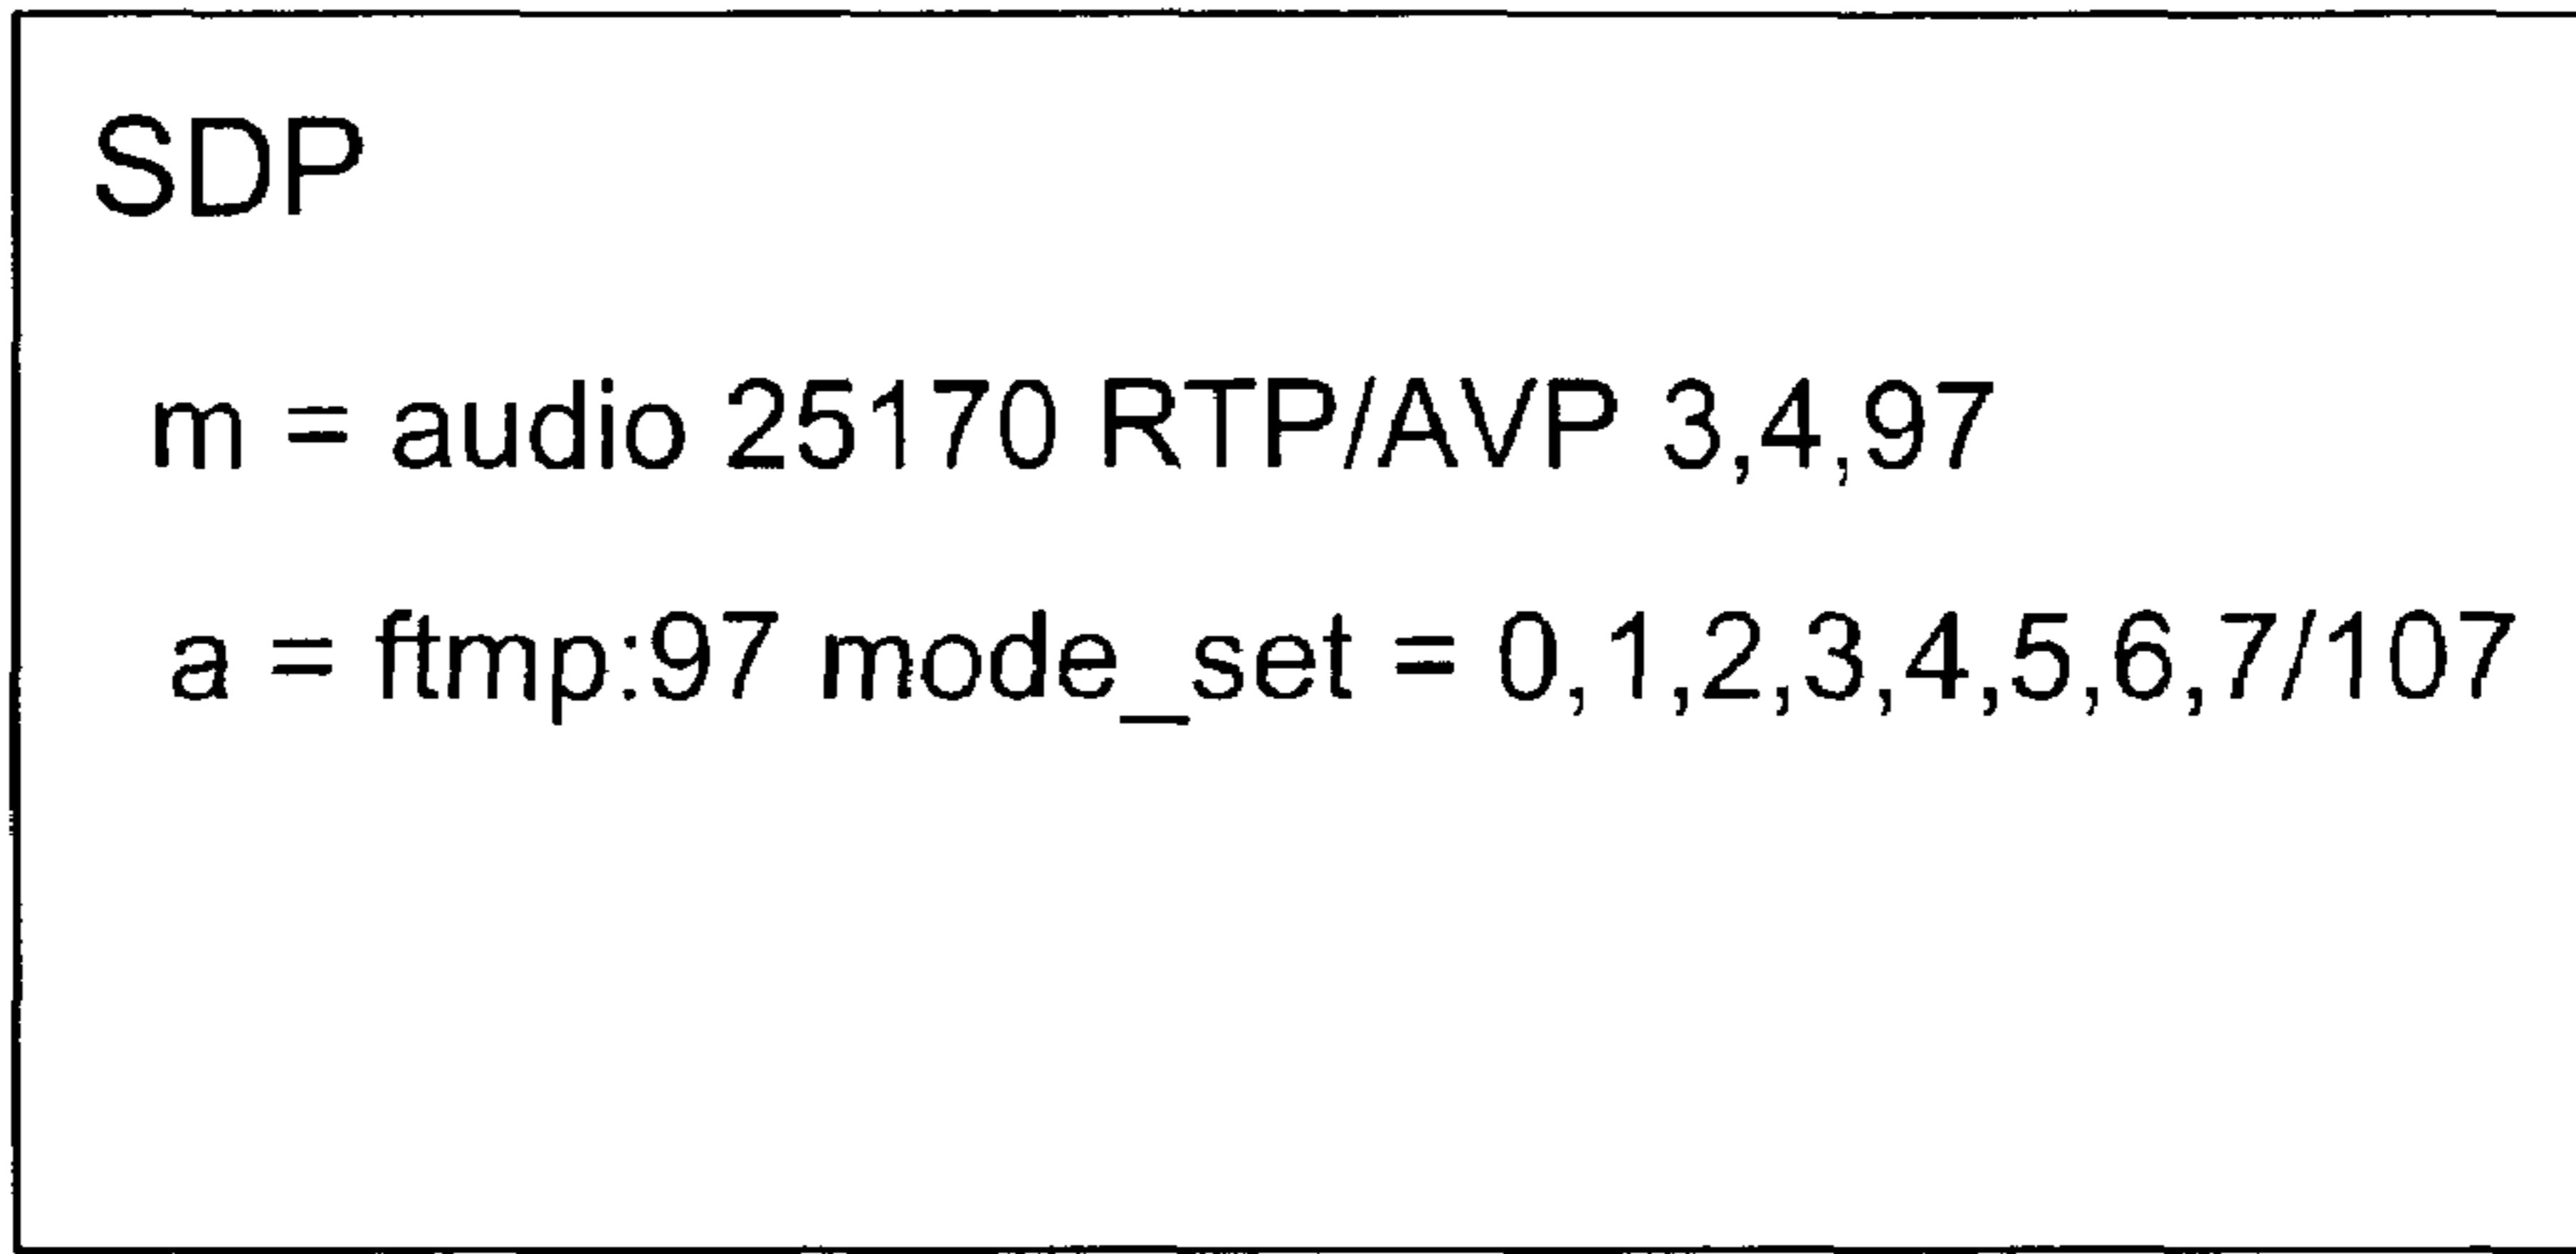 SDP
m = audio 25170 RTP/AVP 3,4,97
a = ftmp:97 mode_set = 0,1,2,3,4,5,6,7/107